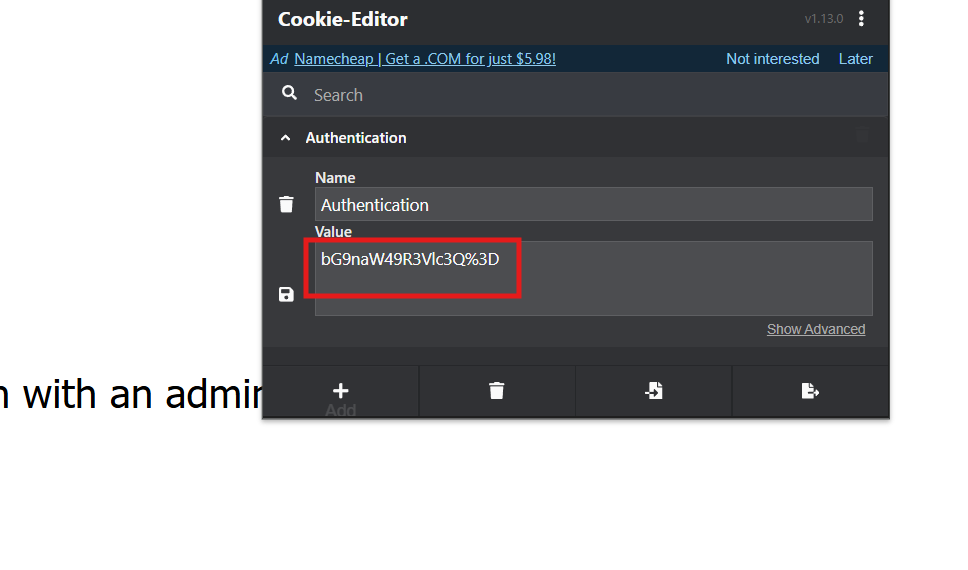 Cookie-Editor
v1.13.0
Ad Namecheap | Get a .COM for just $5.98!
Not interested
Later
Search
Authentication
Name
Authentication
Value
bG9naW49R3Vlc3Q%3D
Show Advanced
with an admin
Add